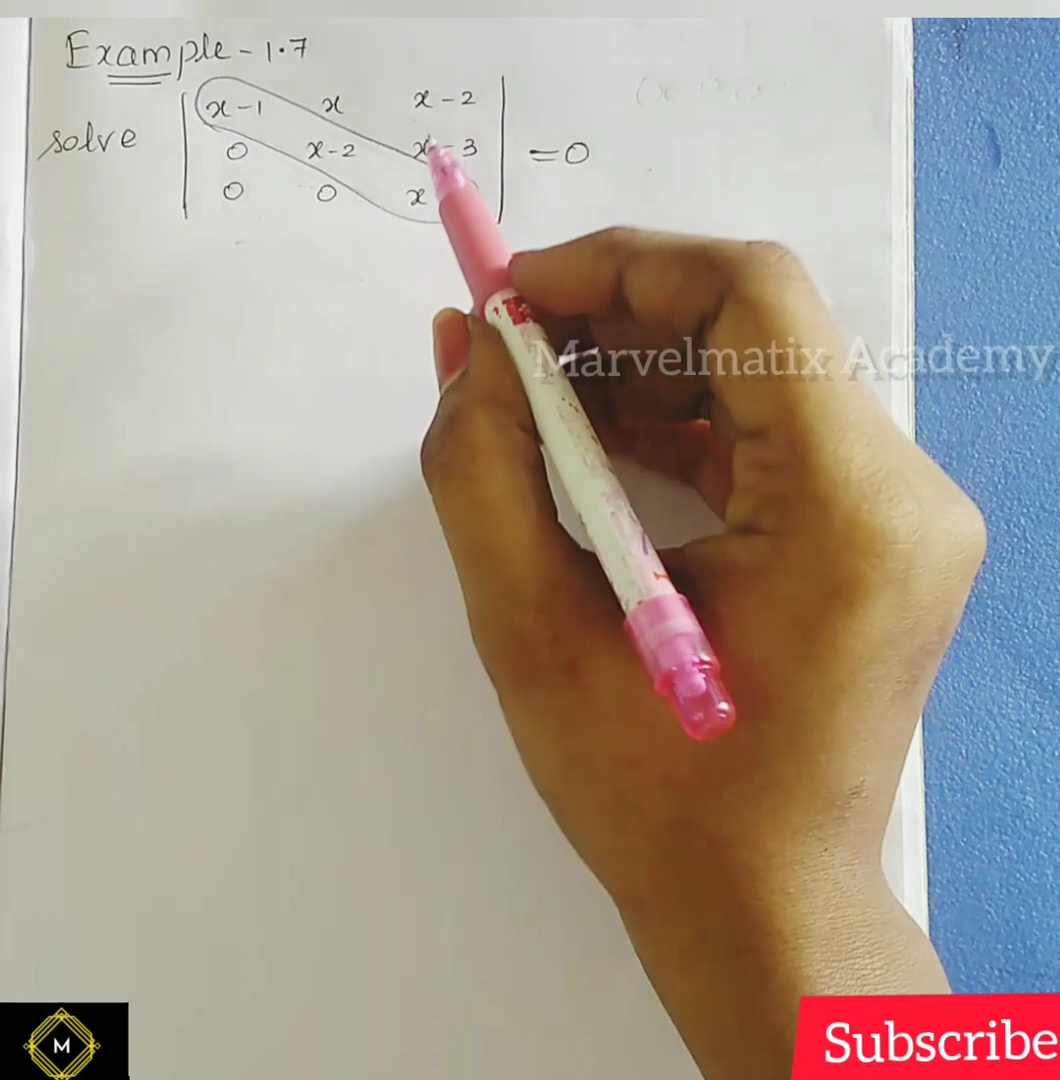 Example - 1.7
x-1 x x-2
solve 0 x-2 x-3 =0
0 0 x
Marvelmatix Academy
M
Subscribe